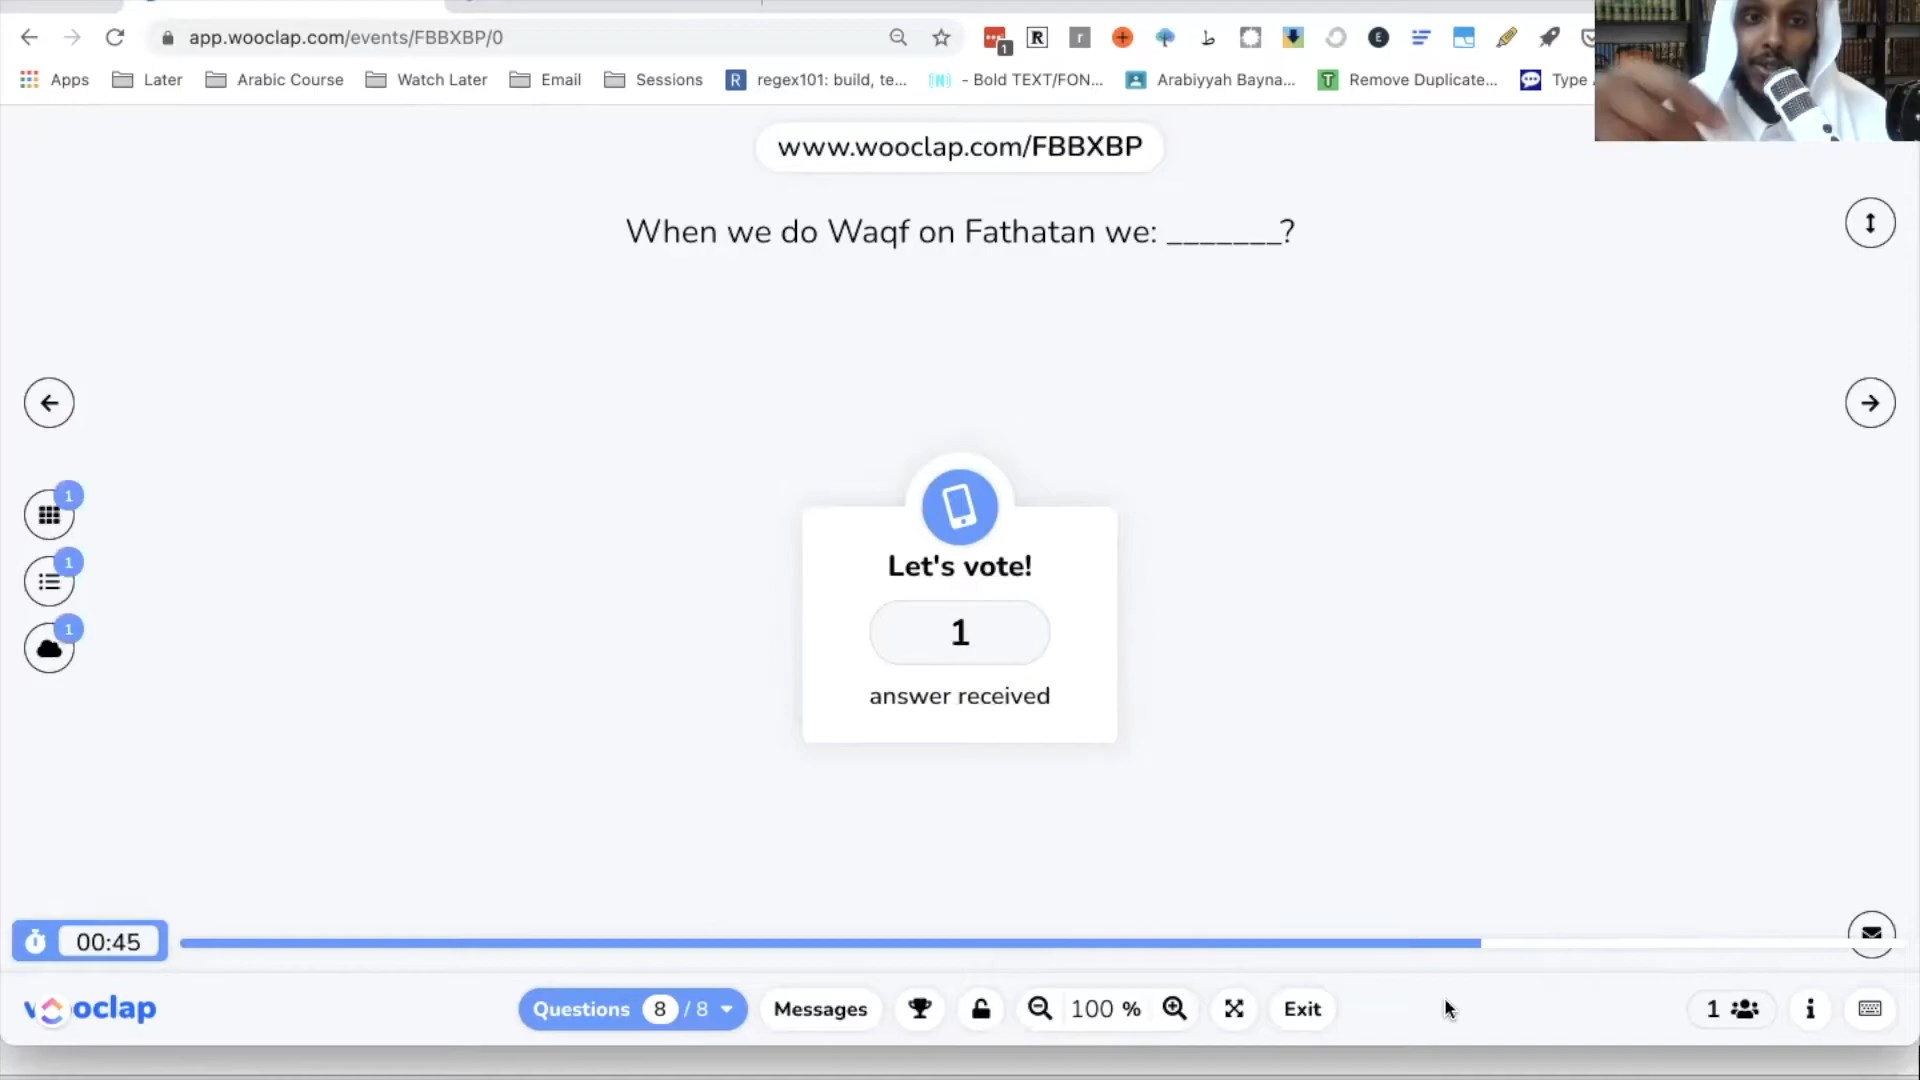 app.wooclap.com/events/FBBXBP/0
1
R
r
ط
E
Apps
Later
Arabic Course
Watch Later
Email
Sessions
R
regex101: build, te...
{N}
- Bold TEXT/FON...
Arabiyyah Bayna...
T
Remove Duplicate...
Type
www.wooclap.com/FBBXBP
When we do Waqf on Fathatan we: _______?
1
1
1
Let's vote!
1
answer received
00:45
wooclap
Questions 8 / 8
Messages
100 %
Exit
1
i